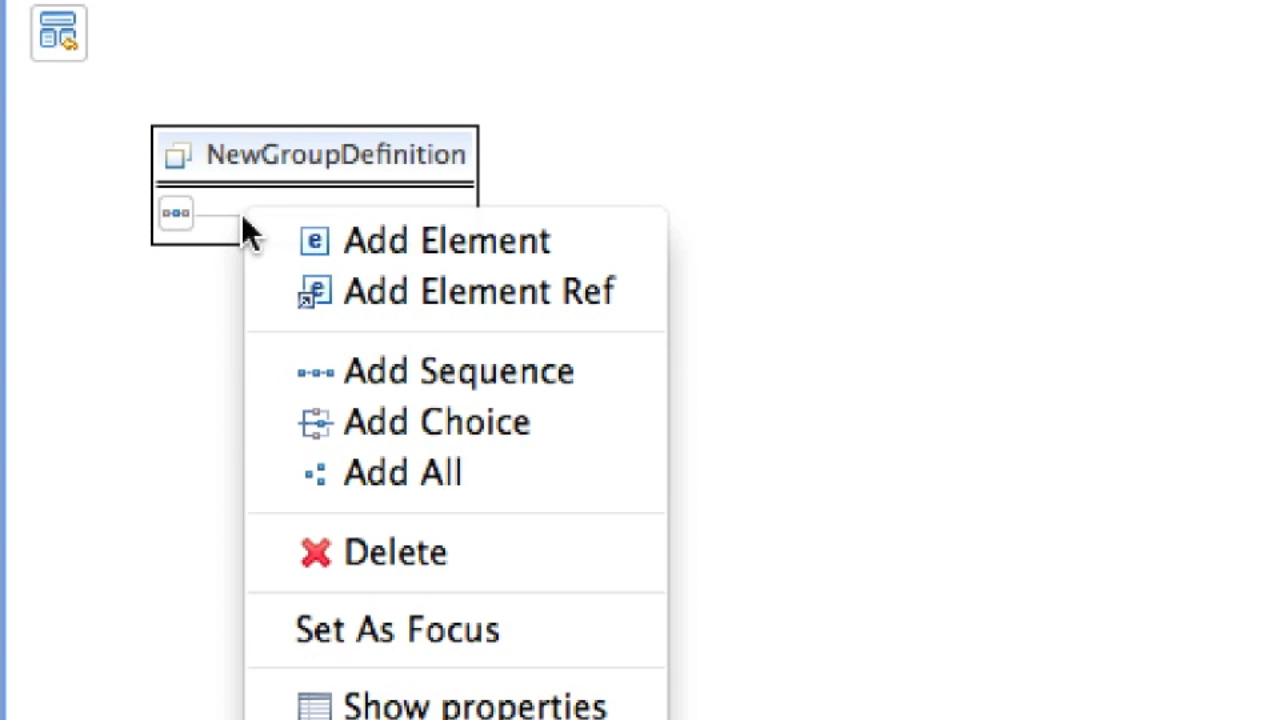 NewGroupDefinition
Add Element
Add Element Ref
Add Sequence
Add Choice
Add All
Delete
Set As Focus
Show properties